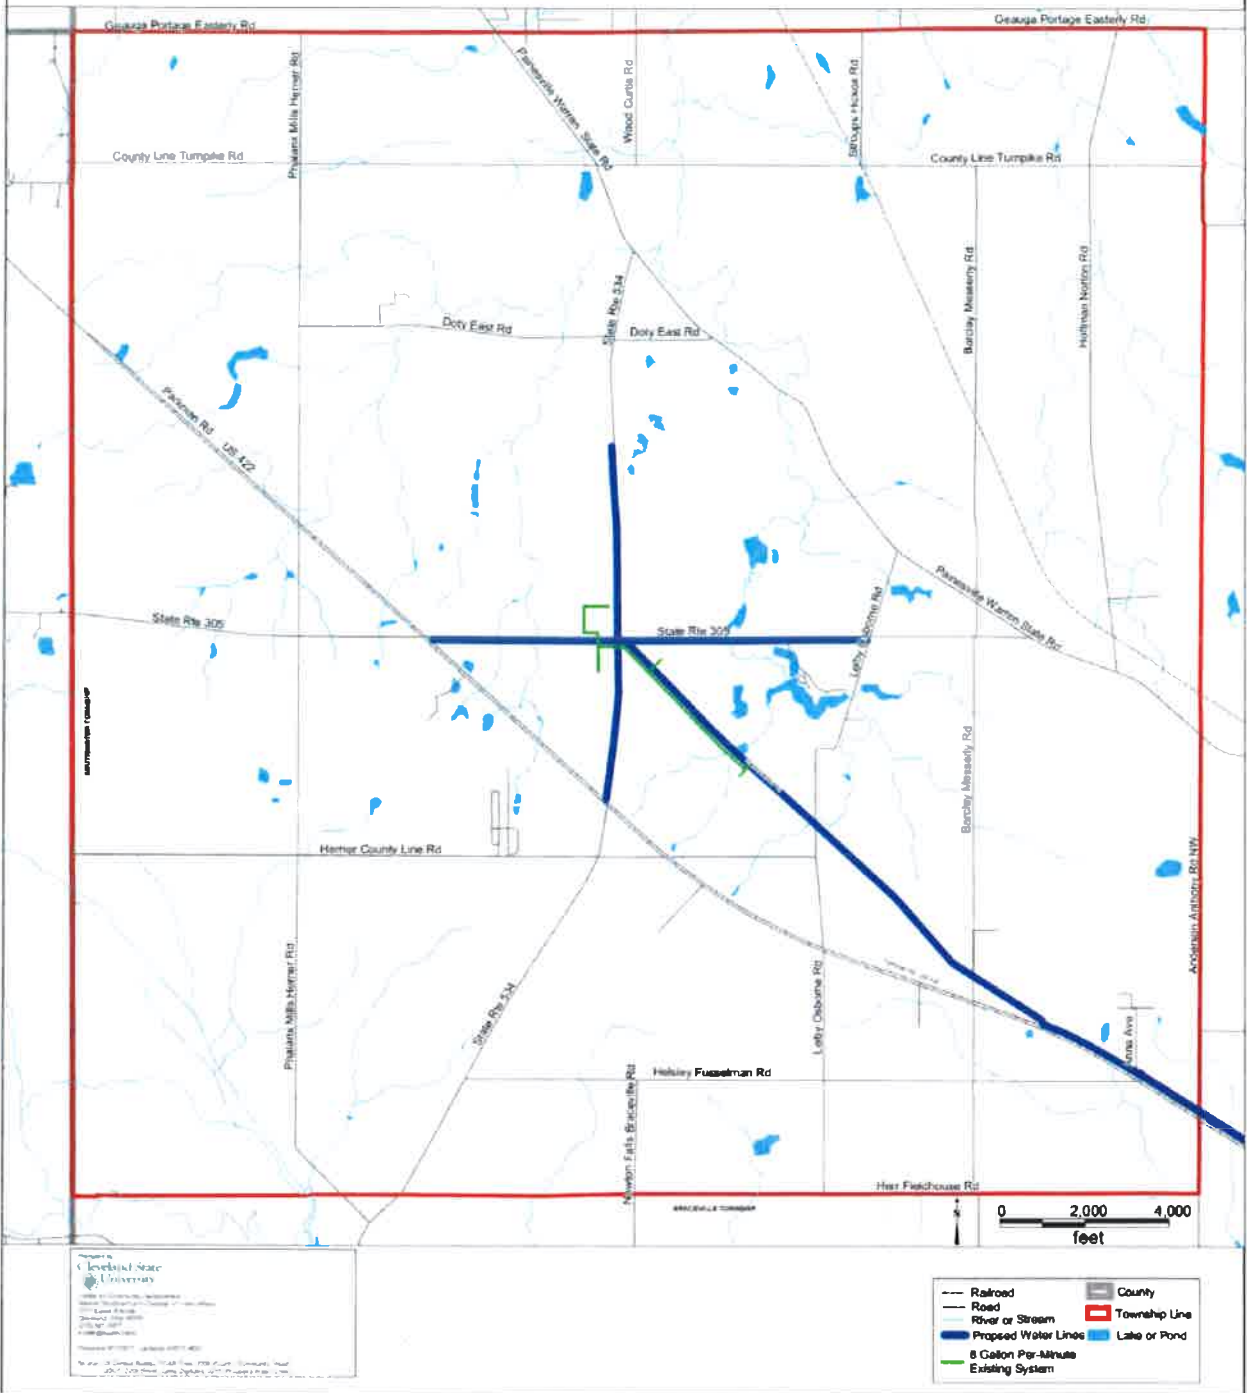 Geauga Portage Easterly Rd
Geauga Portage Easterly Rd
Phalanx Mills Herner Rd
Painesville Warren State Rd
Wood Curtis Rd
County Line Turnpike Rd
County Line Turnpike Rd
Barclay Messerly Rd
Hoffman Norton Rd
State Rte 534
Doty East Rd
Doty East Rd
Parkman Rd
US 422
Painesville Warren State Rd
State Rte 305
State Rte 305
Leiby Osborne Rd
Barclay Messerly Rd
Herner County Line Rd
Anderson Anthony Rd NW
Phalanx Mills Herner Rd
State Rte 534
Leiby Osborne Rd
Anna Ave
Helsley Fusselman Rd
Newton Falls Braceville Rd
Herr Fieldhouse Rd
BRACEVILLE TOWNSHIP
N
0 2,000 4,000
feet
Cleveland State
University
Railroad
Road
River or Stream
Propsed Water Lines
8 Gallon Per-Minute
Existing System
County
Township Line
Lake or Pond